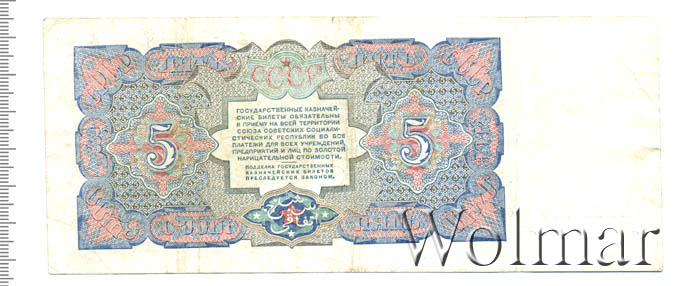 СССР
ГОСУДАРСТВЕННЫЕ КАЗНАЧЕЙ-
СКИЕ БИЛЕТЫ ОБЯЗАТЕЛЬНЫ
К ПРИЕМУ НА ВСЕЙ ТЕРРИТОРИИ
СОЮЗА СОВЕТСКИХ СОЦИАЛИ-
СТИЧЕСКИХ РЕСПУБЛИК ВО ВСЕ
ПЛАТЕЖИ ДЛЯ ВСЕХ УЧРЕЖДЕНИЙ,
ПРЕДПРИЯТИЙ И ЛИЦ ПО ЗОЛОТОЙ
НАРИЦАТЕЛЬНОЙ СТОИМОСТИ.
ПОДДЕЛКА ГОСУДАРСТВЕННЫХ
КАЗНАЧЕЙСКИХ БИЛЕТОВ
ПРЕСЛЕДУЕТСЯ ЗАКОНОМ.
5
5
Wolmar